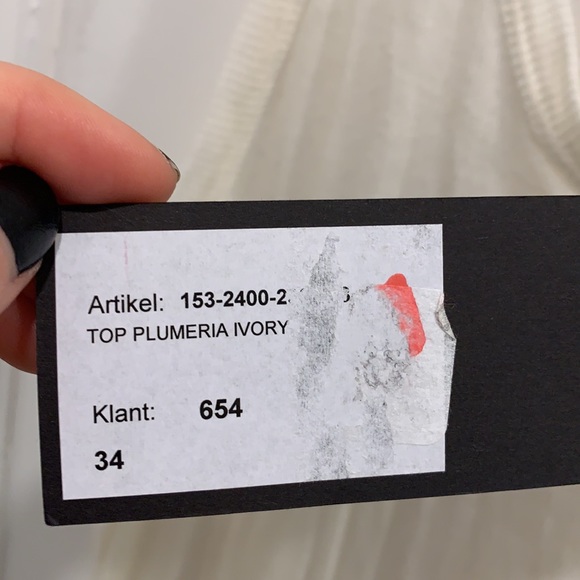 Artikel: 153-2400-2
TOP PLUMERIA IVORY
Klant: 654
34